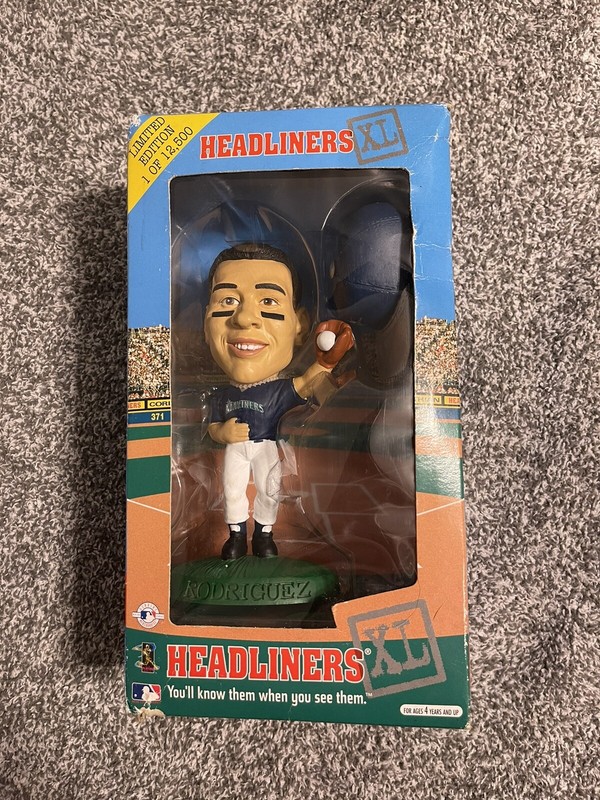 LIMITED
EDITION
1 OF 12,500
HEADLINERS XL
371
RODRIGUEZ
XL
HEADLINERS®
You'll know them when you see them.™
FOR AGES 4 YEARS AND UP